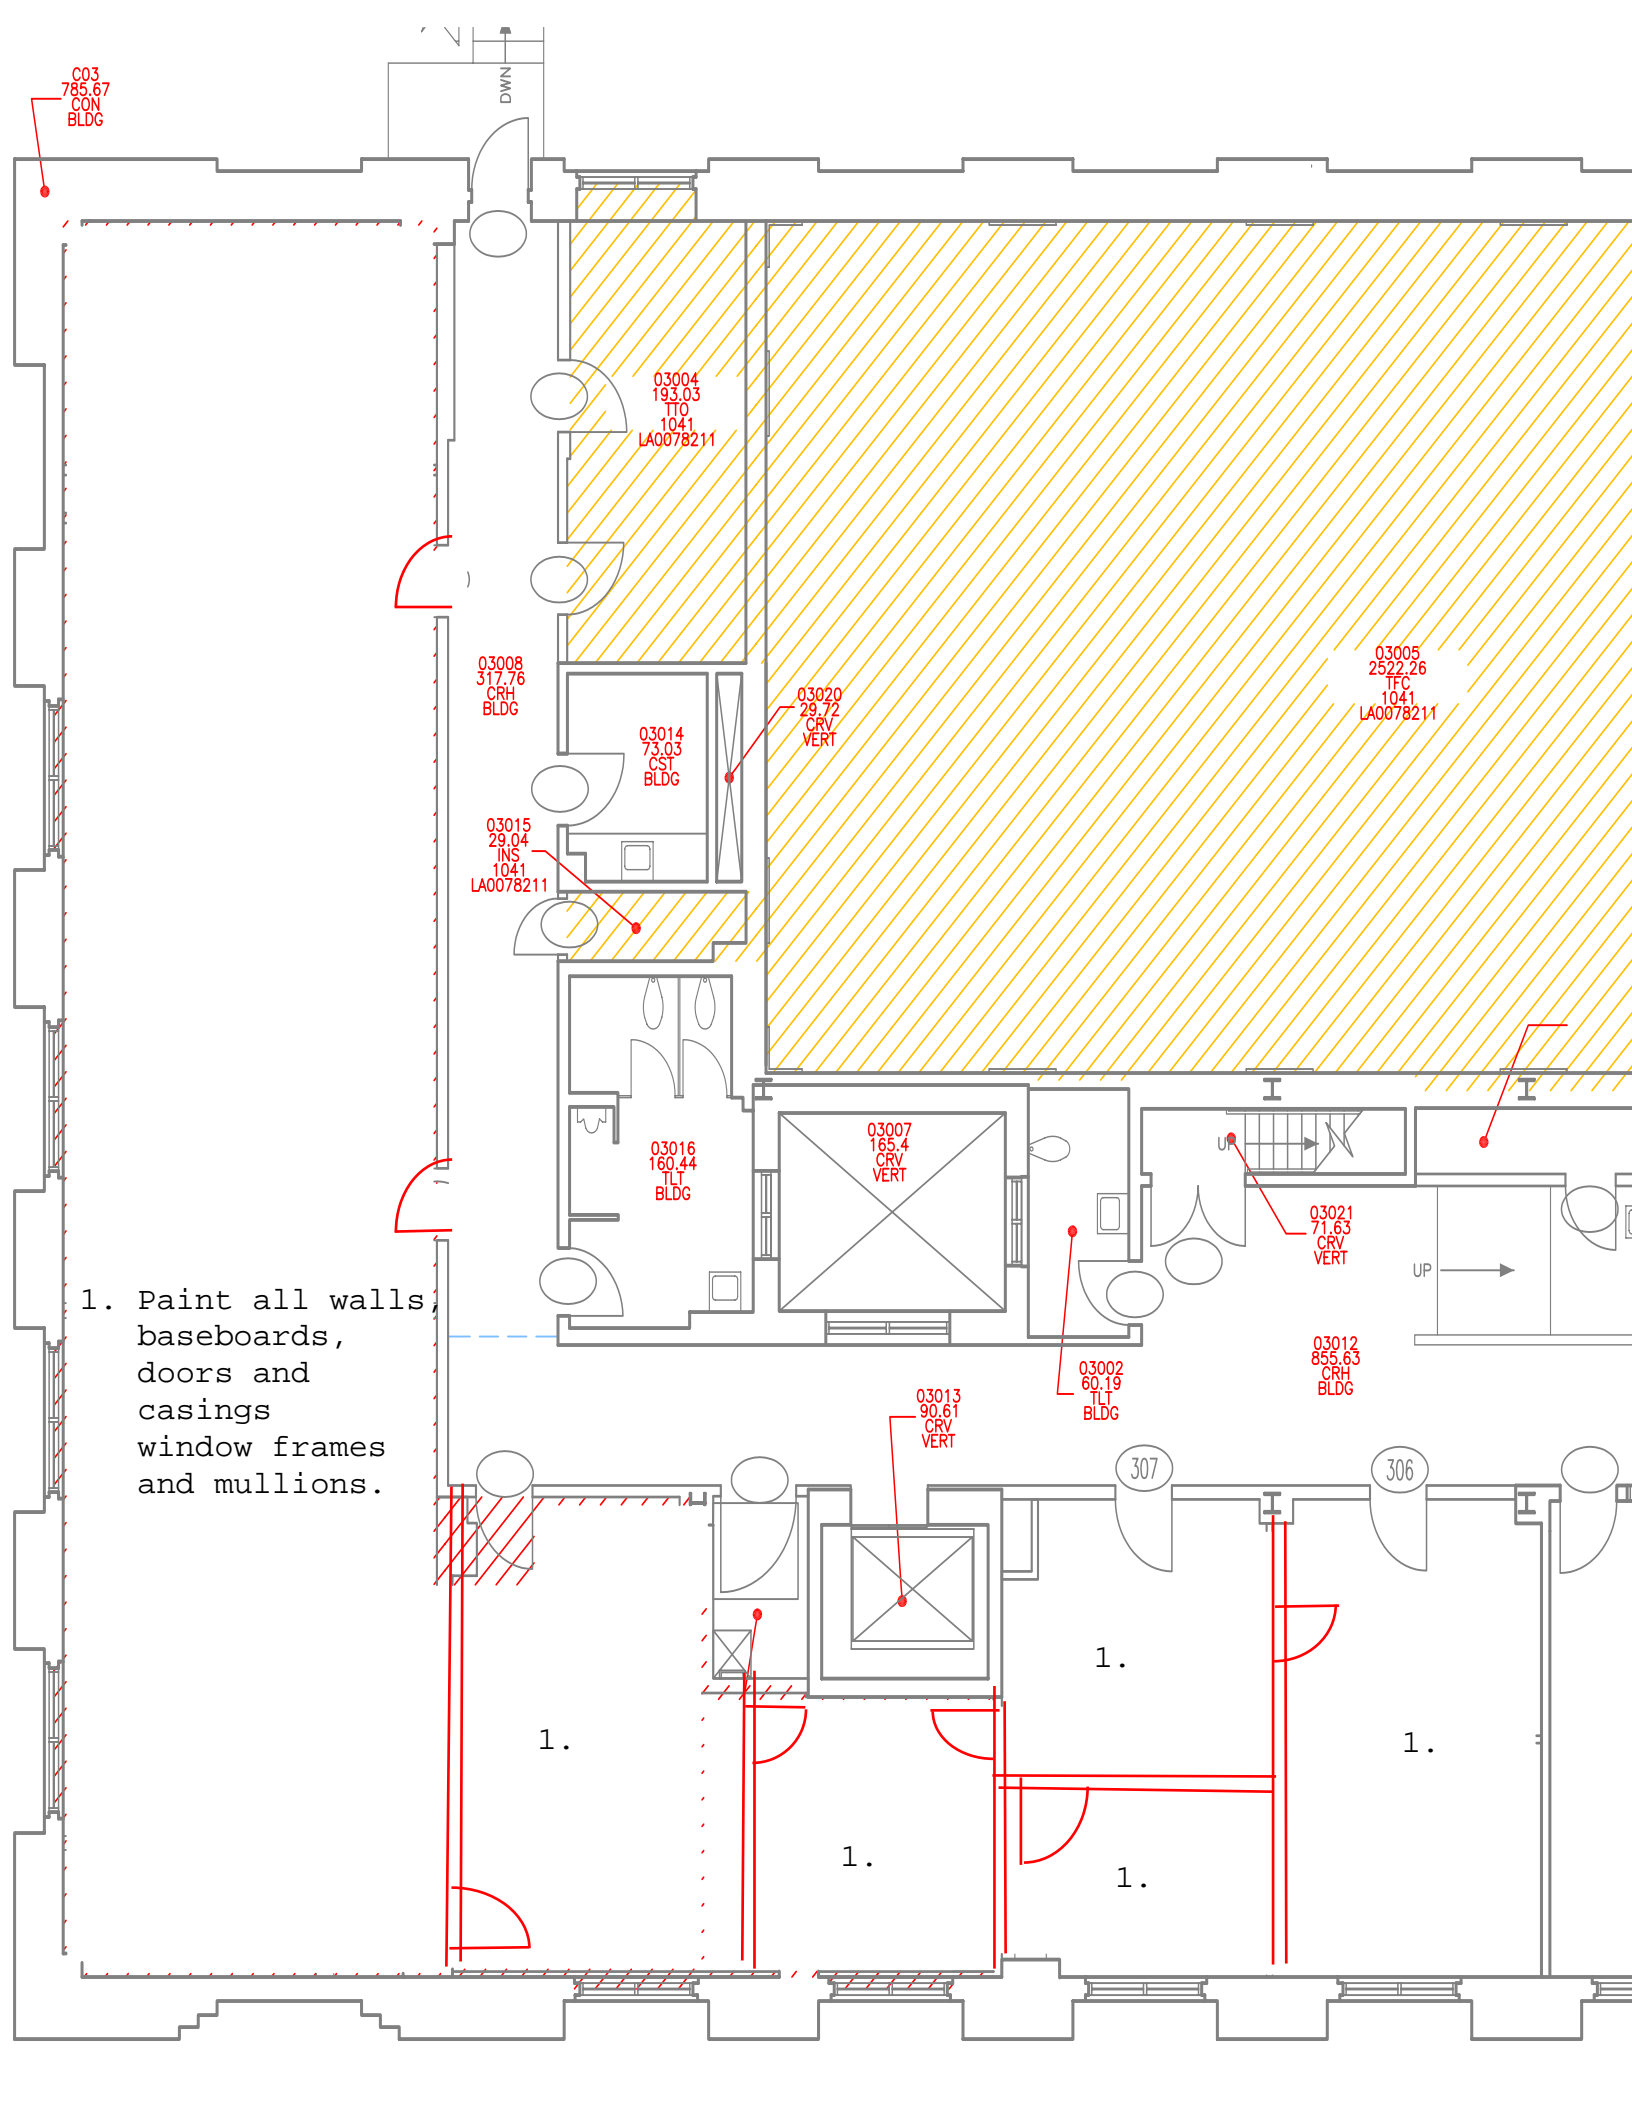 DWN
C03
785.67
CON
BLDG
03004
193.03
TTO
1041
LA0078211
03008
317.76
CRH
BLDG
03005
2522.26
TFC
1041
LA0078211
03020
29.72
CRV
VERT
03014
73.03
CST
BLDG
03015
29.04
INS
1041
LA0078211
03007
165.4
CRV
VERT
03016
160.44
TLT
BLDG
UP
03021
71.63
CRV
VERT
UP
1. Paint all walls,
baseboards,
doors and
casings
window frames
and mullions.
03012
855.63
CRH
BLDG
03002
60.19
TLT
BLDG
03013
90.61
CRV
VERT
307
306
1.
1.
1.
1.
1.